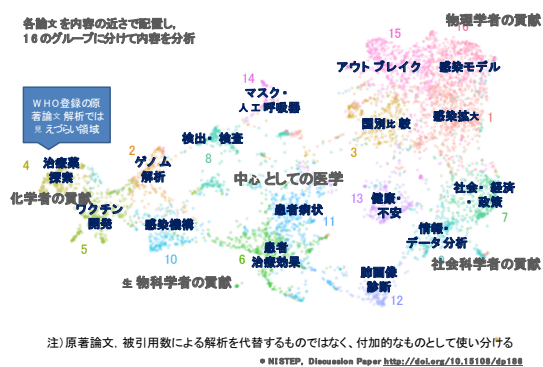 各論文を内容の近さで配置し,
16のグループに分けて内容を分析
物理学者の貢献
15
16
アウトブレイク
感染モデル
WHO登録の原
著論文解析では
見えづらい領域
14
マスク・
人工呼吸器
国別比較
感染拡大
1
検出・検査
8
3
4
治療薬
探索
2
ゲノム
解析
中心としての医学
化学者の貢献
13
健康・
不安
社会・経済
・政策
7
ワクチン
開発
5
感染機構
10
患者病状
11
情報・
データ分析
患者
治療効果
6
社会科学者の貢献
肺画像
診断
12
生物科学者の貢献
注)原著論文,被引用数による解析を代替するものではなく、付加的なものとして使い分ける
* NISTEP, Discussion Paper http://doi.org/10.15108/dp186